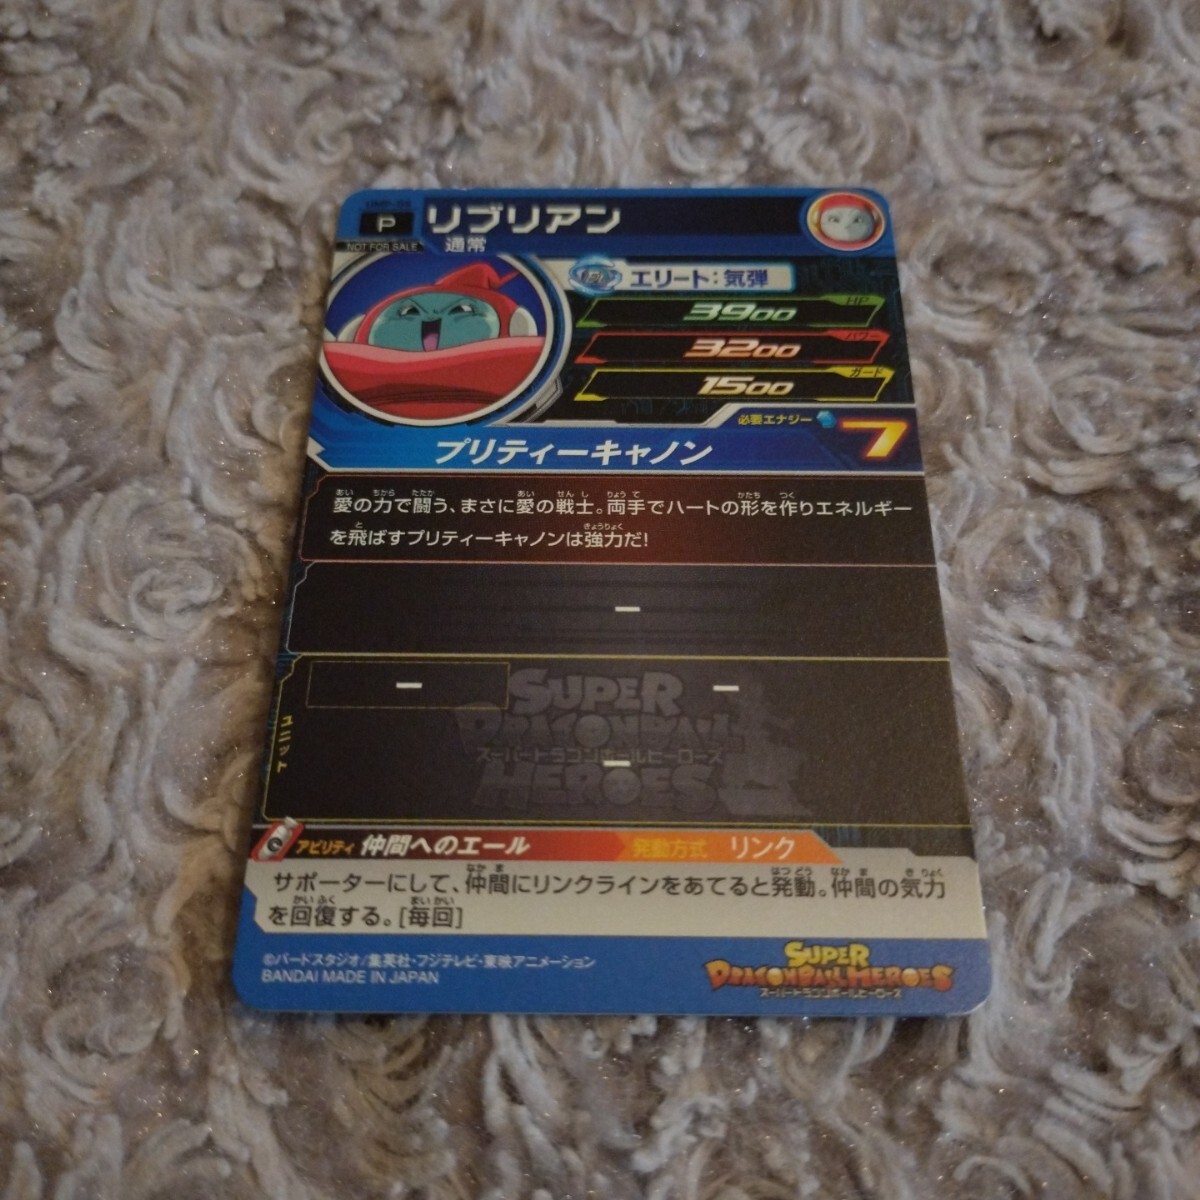 P
リブリアン
NOT FOR SALE
通常
エリート:気弾
HP
3900
パワー
3200
ガード
1500
必要エナジー 7
プリティーキャノン
愛の力で闘う、まさに愛の戦士。両手でハートの形を作りエネルギー
を飛ばすプリティーキャノンは強力だ!
ー
ー
ー
SUPER
DRAGONBALL
スーパードラゴンボールヒーローズ
HEROES
ー
ユニット
アビリティ 仲間へのエール 発動方式 リンク
サポーターにして、仲間にリンクラインをあてると発動。仲間の気力
を回復する。[毎回]
©バードスタジオ/集英社・フジテレビ・東映アニメーション
BANDAI MADE IN JAPAN
SUPER
DRAGONBALL HEROES
スーパードラゴンボールヒーローズ